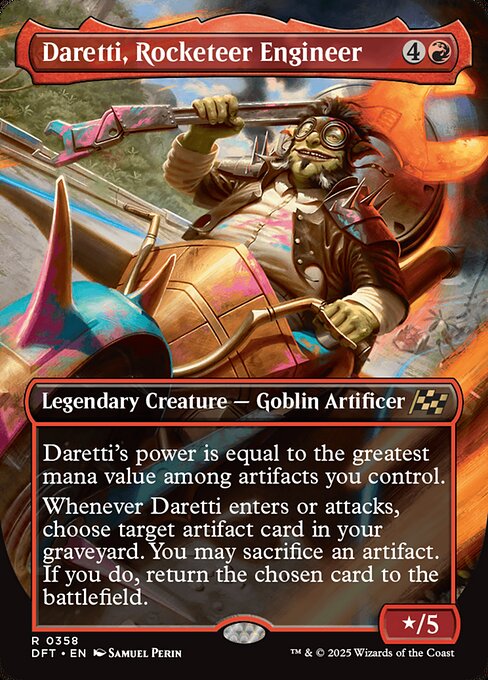 Daretti, Rocketeer Engineer 4
Legendary Creature — Goblin Artificer
Daretti's power is equal to the greatest
mana value among artifacts you control.
Whenever Daretti enters or attacks,
choose target artifact card in your
graveyard. You may sacrifice an artifact.
If you do, return the chosen card to the
battlefield.
★/5
R 0358
DFT • EN Samuel Perin
™ & © 2025 Wizards of the Coast